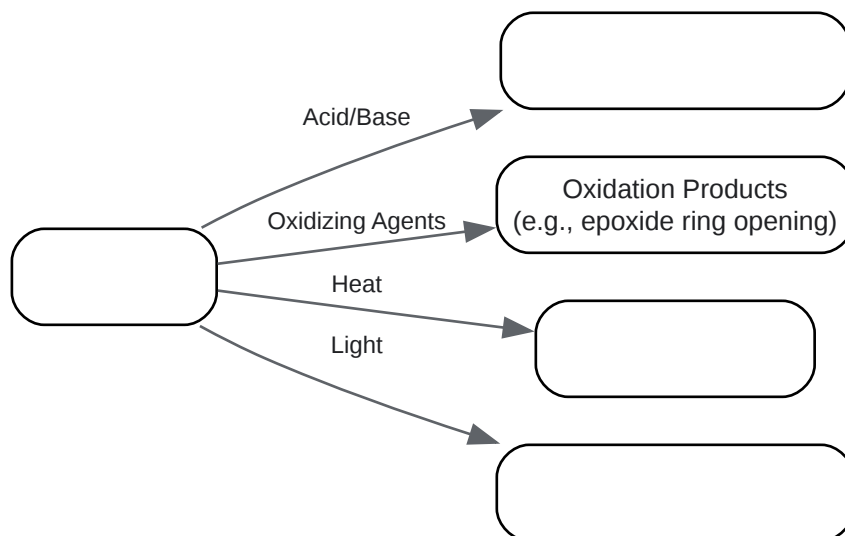 Acid/Base
Oxidation Products
(e.g., epoxide ring opening)
Oxidizing Agents
Heat
Light